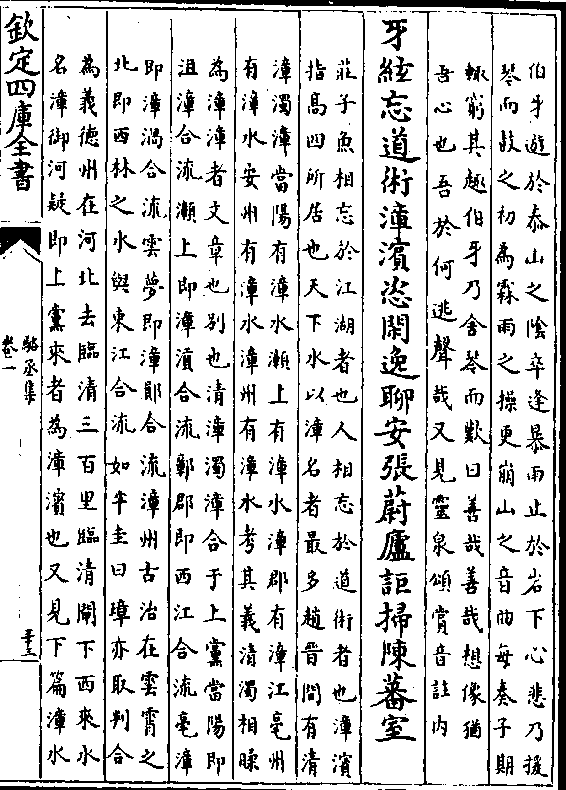 伯牙遊於泰山之陰卒逢暴雨止於岩下心悲乃援
琴而鼓之初為霖雨之操更崩山之音曲每奏子期
輒窮其趣伯牙乃舍琴而歎曰善哉善哉想像猶
吾心也吾於何逃聲哉又見靈泉頌賞音註内
牙絃忘道術漳濱恣閑逸聊安張蔚廬詎掃陳蕃室
莊子魚相忘於江湖者也人相忘於道術者也漳濱
指髙四所居也天下水以漳名者最多趙晉間有清
漳濁漳當陽有漳水灨上有漳水漳郡有漳江亳州
有漳水安州有漳水漳州有漳水考其義清濁相蹂
為漳漳者文章也别也清漳濁漳合于上黨當陽即
沮漳合流灨上即漳濵合流鄣郡即西江合流亳漳
即漳渦合流雲夢即漳鄖合流漳州古治在雲霄之
北即西林之水與東江合流如半圭曰璋亦取判合
為義德州在河北去臨清三百里臨清閘下西來水
名漳御河疑即上黨來者為漳濱也又見下篇漳水
欽定四庫全書
駱丞集
卷一